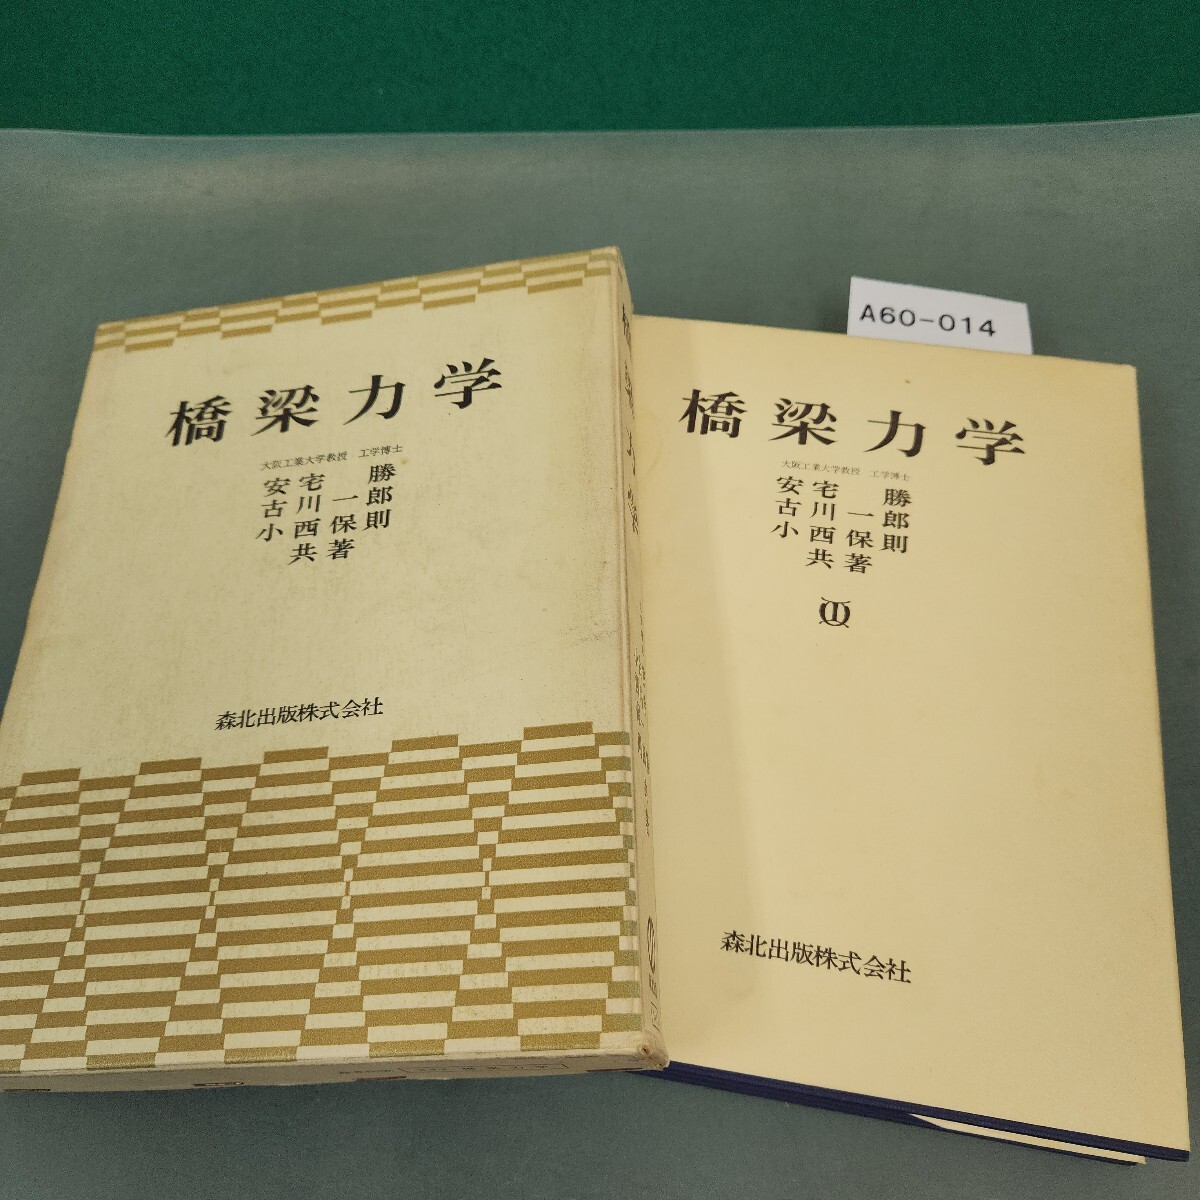 橋梁力学
大阪工業大学教授 工学博士
安宅 勝
古川一郎
小西保則
共著
森北出版株式会社
A60-014
橋梁力学
大阪工業大学教授 工学博士
安宅 勝
古川一郎
小西保則
共著
森北出版株式会社